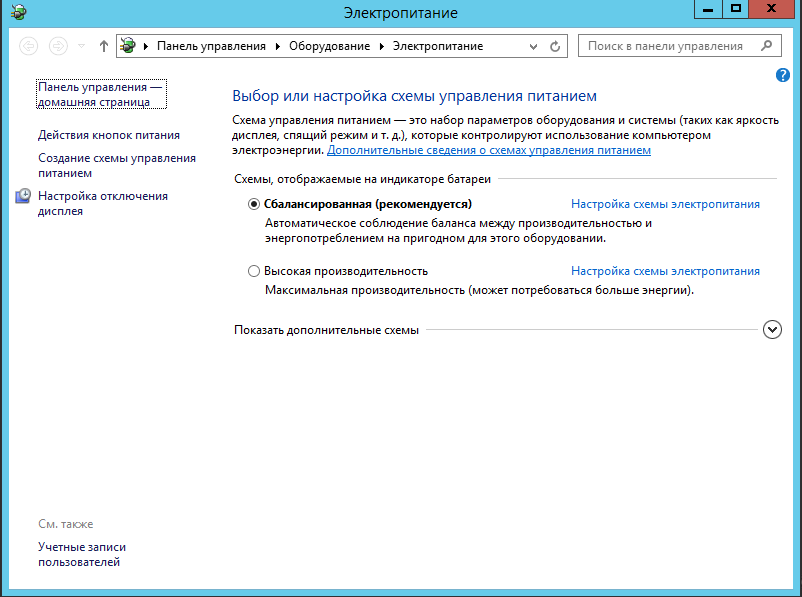 Электропитание
Панель управления
Оборудование
Электропитание
Поиск в панели управления
?
Панель управления —
домашняя страница
Действия кнопок питания
Создание схемы управления
питанием
Настройка отключения
дисплея
Выбор или настройка схемы управления питанием
Схема управления питанием — это набор параметров оборудования и системы (таких как яркость
дисплея, спящий режим и т. д.), которые контролируют использование компьютером
электроэнергии. Дополнительные сведения о схемах управления питанием
Схемы, отображаемые на индикаторе батареи
Сбалансированная (рекомендуется) Настройка схемы электропитания
Автоматическое соблюдение баланса между производительностью и
энергопотреблением на пригодном для этого оборудовании.
Высокая производительность Настройка схемы электропитания
Максимальная производительность (может потребоваться больше энергии).
Показать дополнительные схемы
См. также
Учетные записи
пользователей